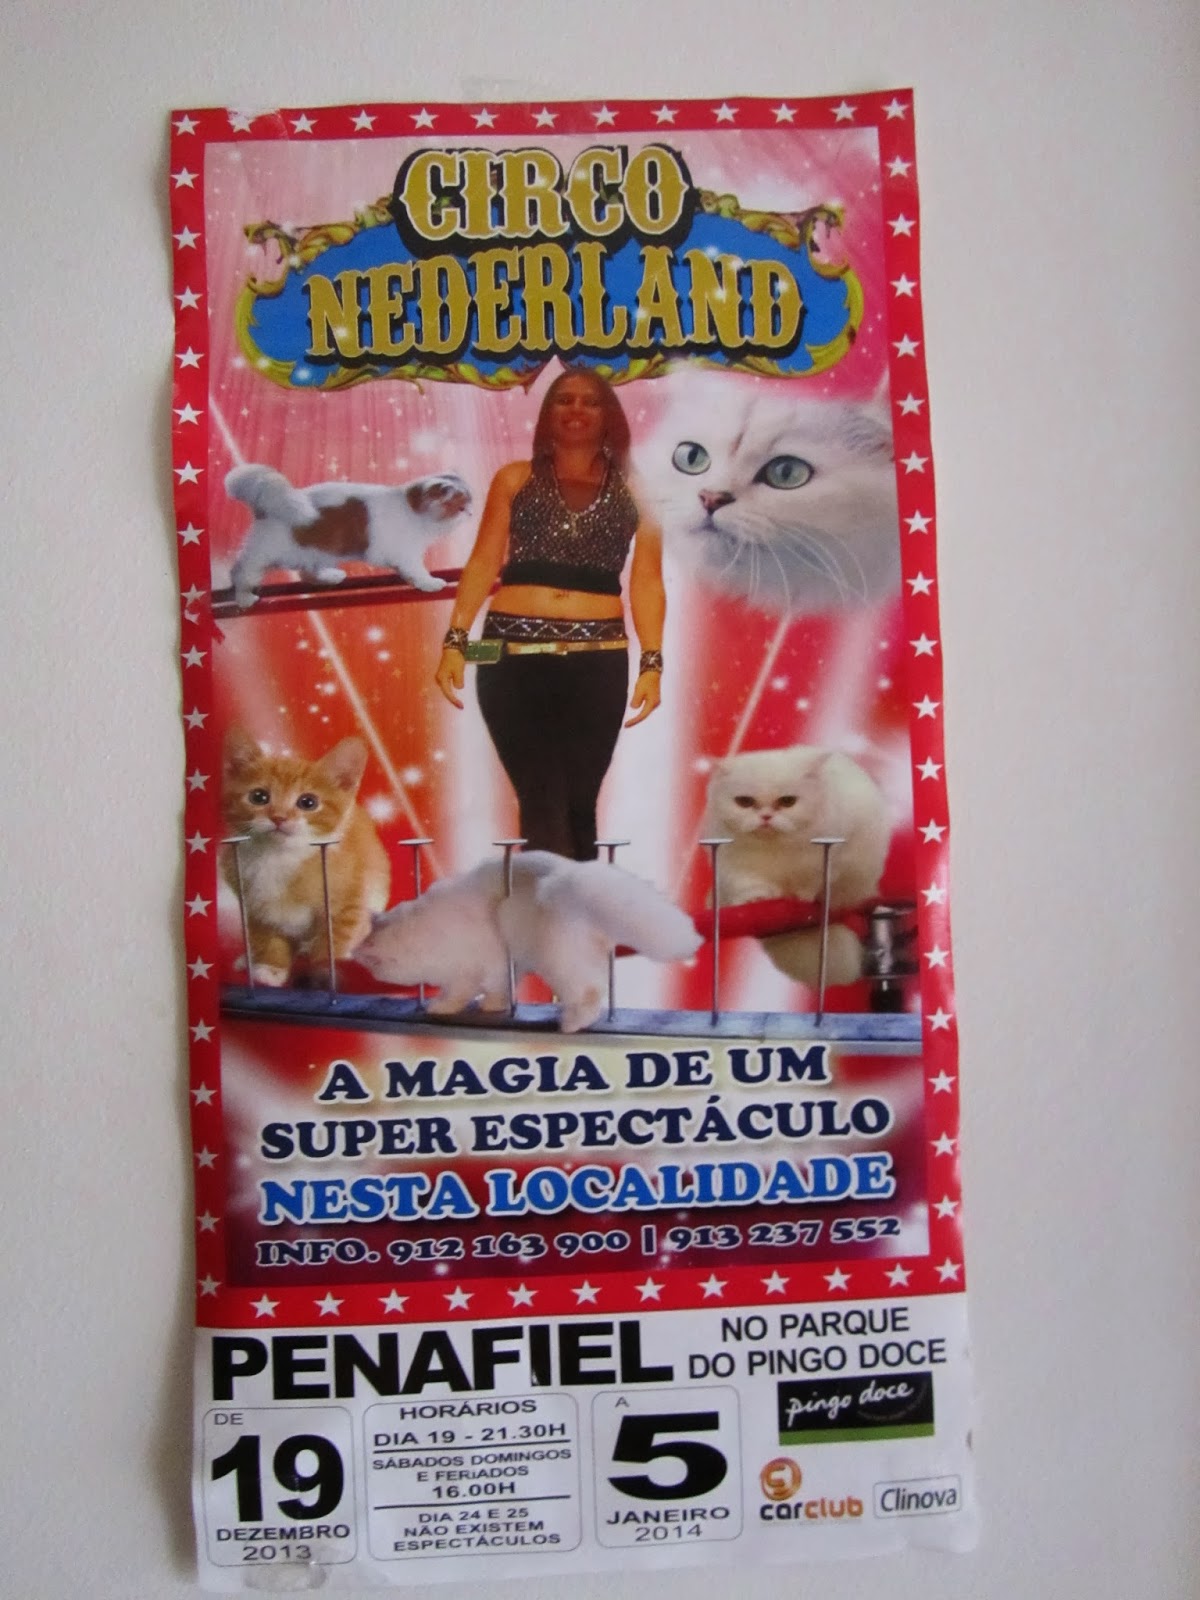 CIRCO
NEDERLAND
A MAGIA DE UM
SUPER ESPECTÁCULO
NESTA LOCALIDADE
INFO. 912 163 900 | 913 237 552
PENAFIEL
NO PARQUE
DO PINGO DOCE
DE
19
DEZEMBRO
2013
HORÁRIOS
DIA 19 - 21.30H
SÁBADOS DOMINGOS
E FERiADOS
16.00H
DIA 24 E 25
NÃO EXISTEM
ESPECTÁCULOS
A
5
JANEIRO
2014
pingo doce
carclub
Clinova